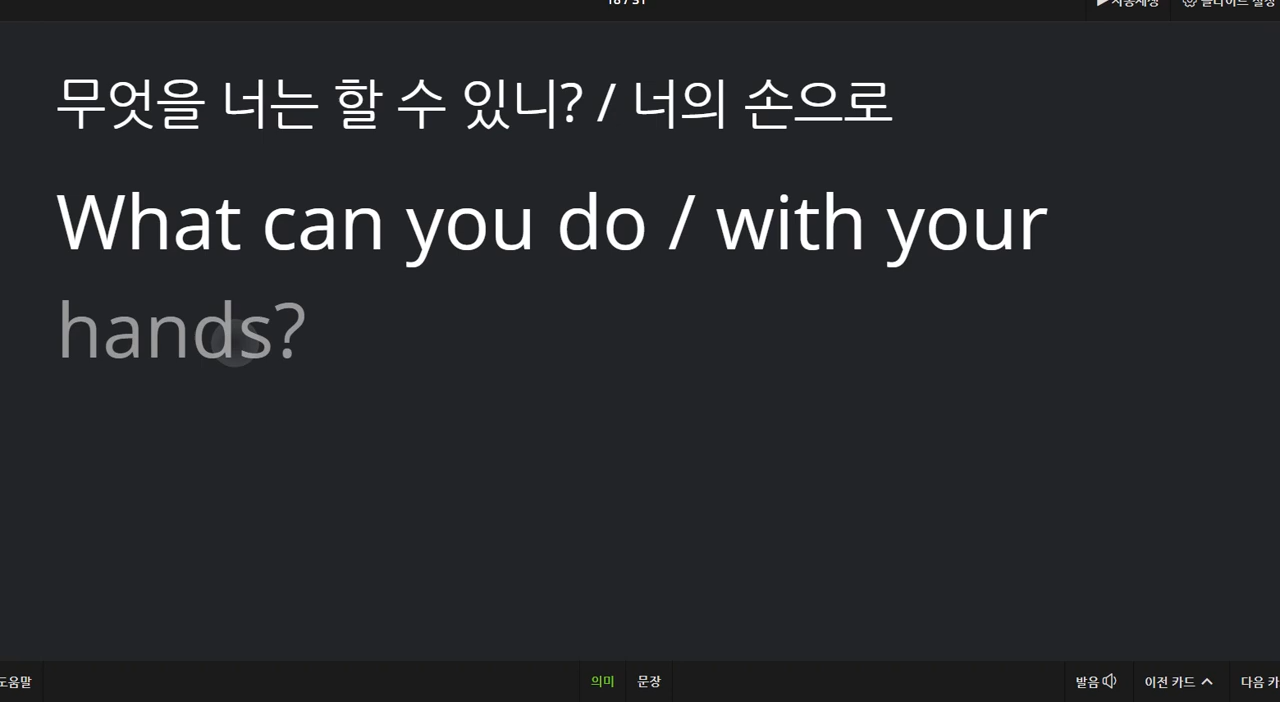 무엇을 너는 할 수 있니? / 너의 손으로
What can you do / with your
hands?
도움말
의미
문장
발음
이전 카드
다음 카